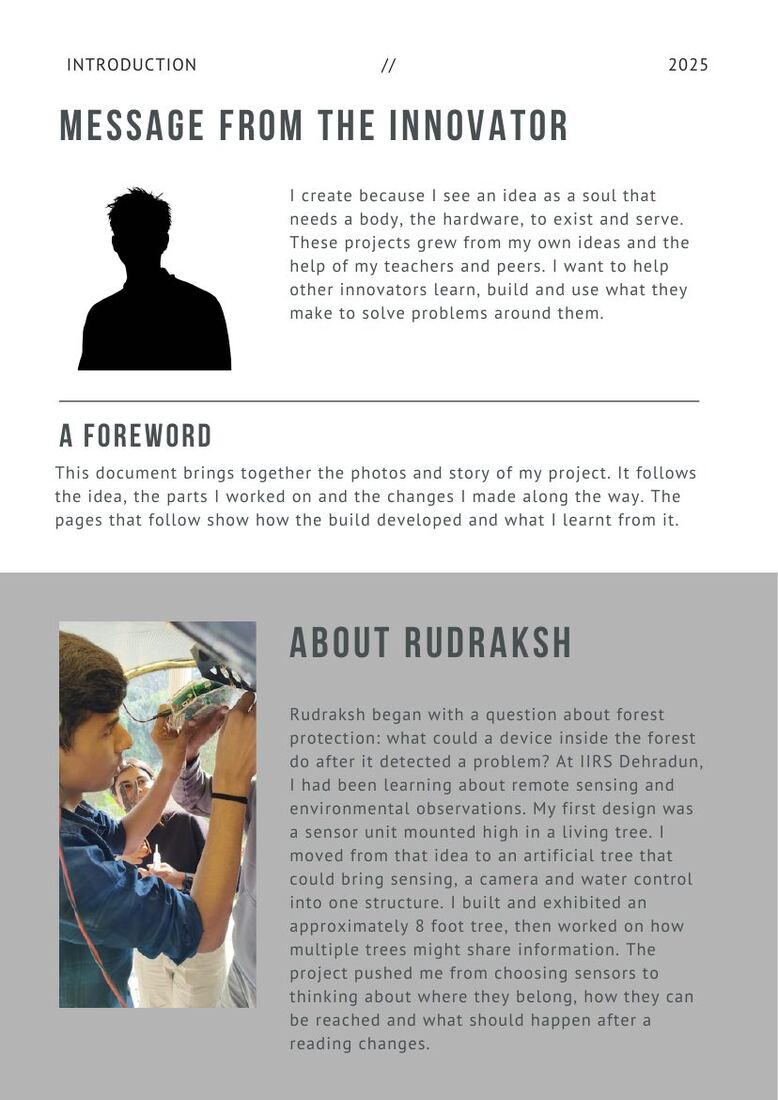 INTRODUCTION // 2025
MESSAGE FROM THE INNOVATOR
I create because I see an idea as a soul that
needs a body, the hardware, to exist and serve.
These projects grew from my own ideas and the
help of my teachers and peers. I want to help
other innovators learn, build and use what they
make to solve problems around them.
A FOREWORD
This document brings together the photos and story of my project. It follows
the idea, the parts I worked on and the changes I made along the way. The
pages that follow show how the build developed and what I learnt from it.
ABOUT RUDRAKSH
Rudraksh began with a question about forest
protection: what could a device inside the forest
do after it detected a problem? At IIRS Dehradun,
I had been learning about remote sensing and
environmental observations. My first design was
a sensor unit mounted high in a living tree. I
moved from that idea to an artificial tree that
could bring sensing, a camera and water control
into one structure. I built and exhibited an
approximately 8 foot tree, then worked on how
multiple trees might share information. The
project pushed me from choosing sensors to
thinking about where they belong, how they can
be reached and what should happen after a
reading changes.